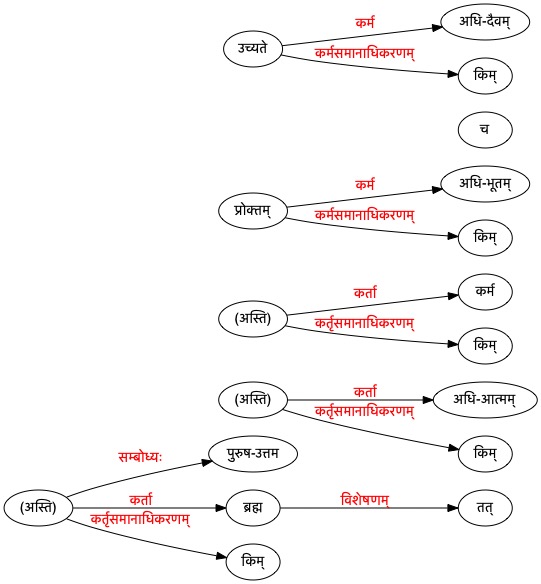 कर्म
अधि-दैवम्
उच्यते
कर्मसमानाधिकरणम्
किम्
च
कर्म
अधि-भूतम्
प्रोक्तम्
कर्मसमानाधिकरणम्
किम्
कर्ता
कर्म
(अस्ति)
कर्तृसमानाधिकरणम्
किम्
कर्ता
(अस्ति)
अधि-आत्मम्
कर्तृसमानाधिकरणम्
किम्
सम्बोध्यः
पुरुष-उत्तम
कर्ता
विशेषणम्
(अस्ति)
ब्रह्म
तत्
कर्तृसमानाधिकरणम्
किम्